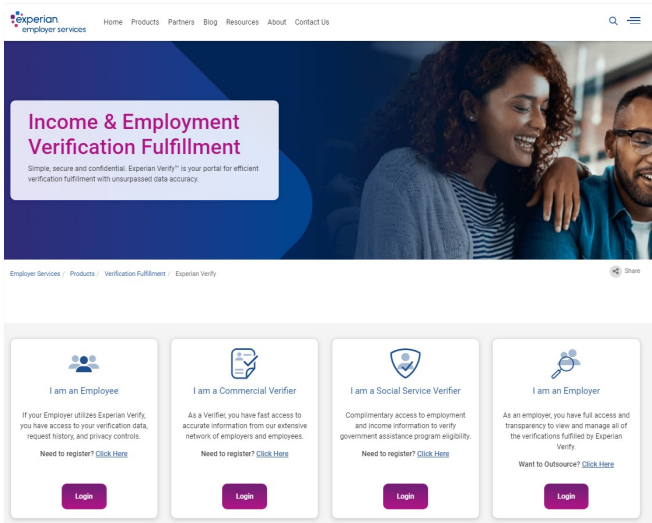 experian.
employer services
Home Products Partners Blog Resources About Contact Us
Income & Employment
Verification Fulfillment
Simple, secure and confidential. Experian Verify™ is your portal for efficient
verification fulfillment with unsurpassed data accuracy.
Employer Services / Products / Verification Fulfillment / Experian Verify
Share
I am an Employee
If your Employer utilizes Experian Verify,
you have access to your verification data,
request history, and privacy controls.
Need to register? Click Here
Login
I am a Commercial Verifier
As a Verifier, you have fast access to
accurate information from our extensive
network of employers and employees.
Need to register? Click Here
Login
I am a Social Service Verifier
Complimentary access to employment
and income information to verify
government assistance program eligibility.
Need to register? Click Here
Login
I am an Employer
As an employer, you have full access and
transparency to view and manage all of
the verifications fulfilled by Experian
Verify.
Want to Outsource? Click Here
Login